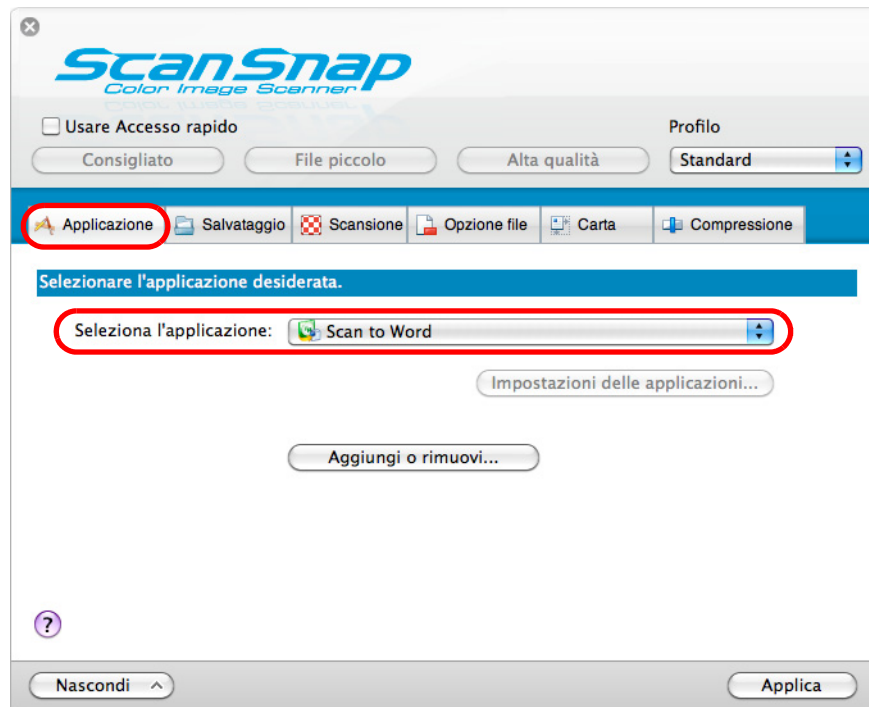 ScanSnap
Color Image Scanner
Usare Accesso rapido
Profilo
Consigliato File piccolo Alta qualità Standard
Applicazione Salvataggio Scansione Opzione file Carta Compressione
Selezionare l'applicazione desiderata.
Seleziona l'applicazione: Scan to Word
Impostazioni delle applicazioni...
Aggiungi o rimuovi...
?
Nascondi Applica